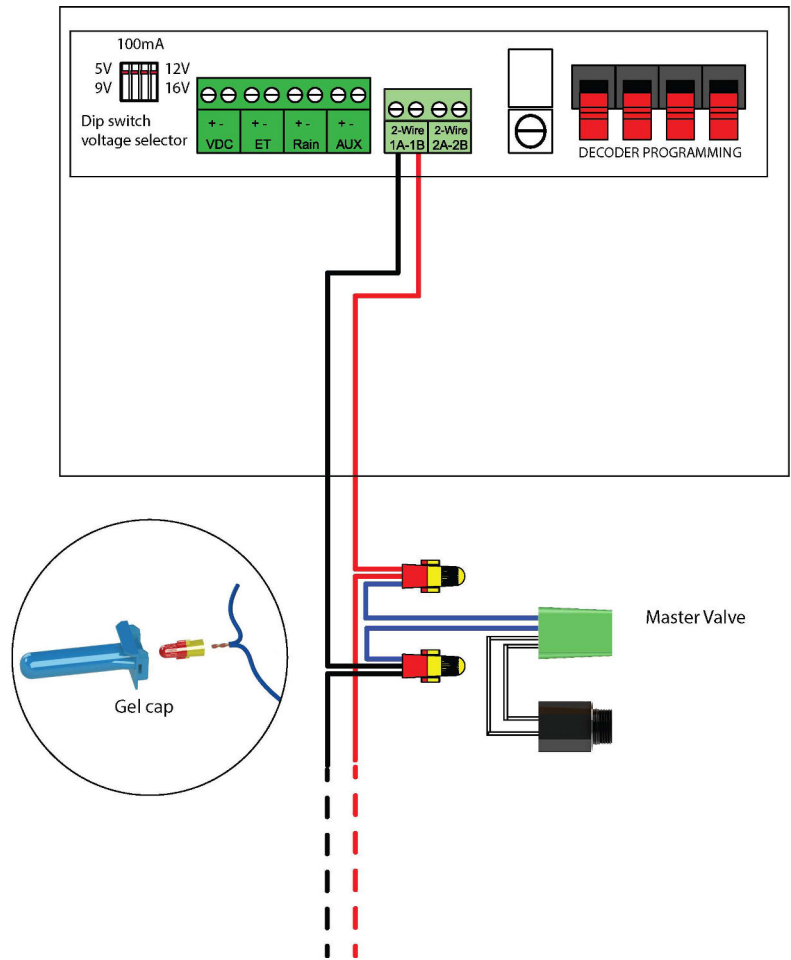 100mA
5V 12V
9V 16V
Dip switch
voltage selector
+ - + - + - + -
VDC ET Rain AUX
2-Wire 2-Wire
1A-1B 2A-2B
DECODER PROGRAMMING
Master Valve
Gel cap